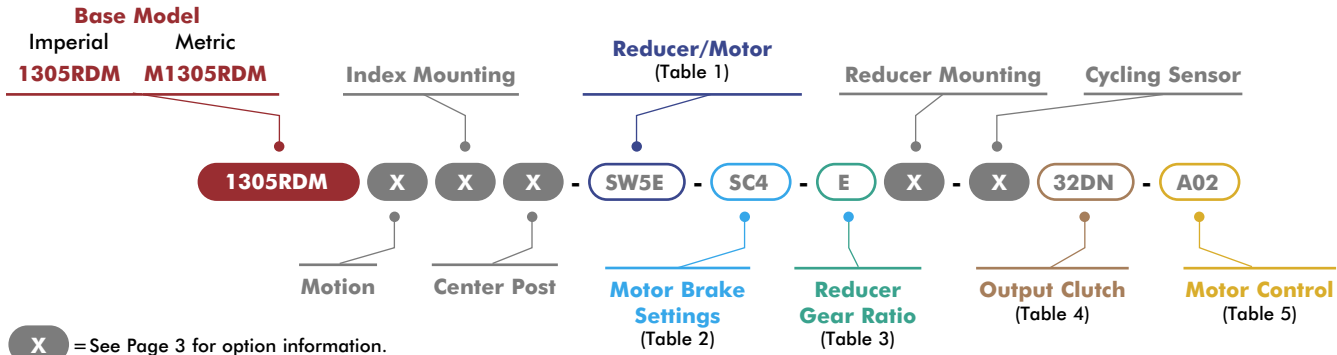 Base Model
Imperial Metric
1305RDM M1305RDM
Index Mounting
Reducer/Motor
(Table 1)
Reducer Mounting
Cycling Sensor
1305RDM X X X - SW5E - SC4 - E X - X 32DN - A02
Motion
Center Post
Motor Brake
Settings
(Table 2)
Reducer
Gear Ratio
(Table 3)
Output Clutch
(Table 4)
Motor Control
(Table 5)
X = See Page 3 for option information.